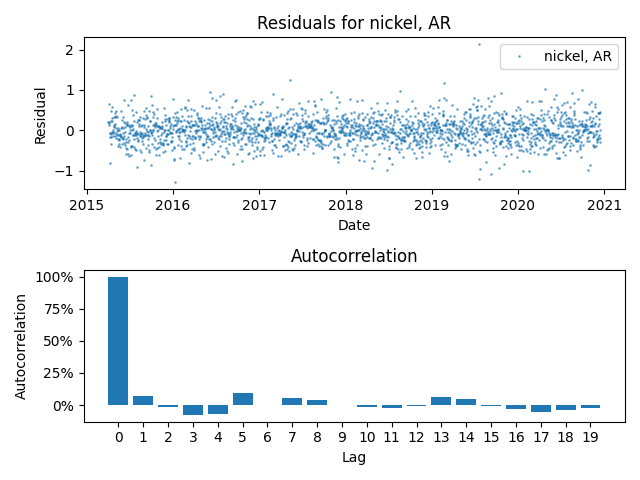 Residuals for nickel, AR
2
1
0
−1
Residual
nickel, AR
2015 2016 2017 2018 2019 2020 2021
Date
Autocorrelation
100%
75%
50%
25%
0%
Autocorrelation
0 1 2 3 4 5 6 7 8 9 10 11 12 13 14 15 16 17 18 19
Lag